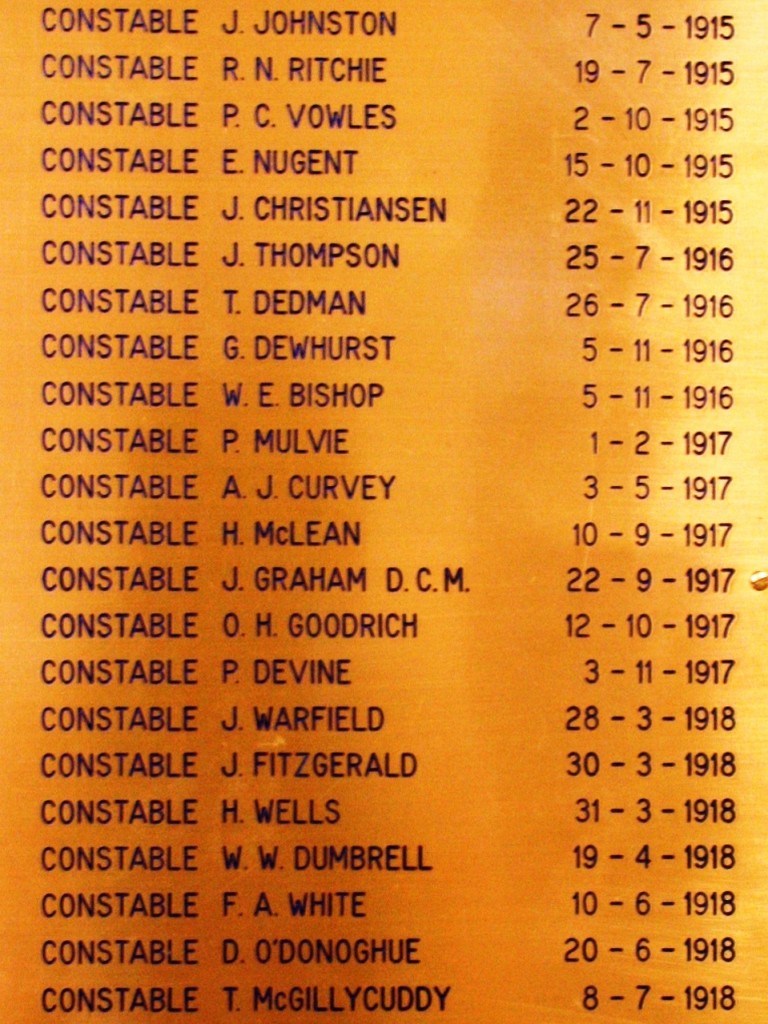 CONSTABLE J. JOHNSTON 7 - 5 - 1915
CONSTABLE R. N. RITCHIE 19 - 7 - 1915
CONSTABLE P. C. VOWLES 2 - 10 - 1915
CONSTABLE E. NUGENT 15 - 10 - 1915
CONSTABLE J. CHRISTIANSEN 22 - 11 - 1915
CONSTABLE J. THOMPSON 25 - 7 - 1916
CONSTABLE T. DEDMAN 26 - 7 - 1916
CONSTABLE G. DEWHURST 5 - 11 - 1916
CONSTABLE W. E. BISHOP 5 - 11 - 1916
CONSTABLE P. MULVIE 1 - 2 - 1917
CONSTABLE A. J. CURVEY 3 - 5 - 1917
CONSTABLE H. McLEAN 10 - 9 - 1917
CONSTABLE J. GRAHAM D.C.M. 22 - 9 - 1917
CONSTABLE O. H. GOODRICH 12 - 10 - 1917
CONSTABLE P. DEVINE 3 - 11 - 1917
CONSTABLE J. WARFIELD 28 - 3 - 1918
CONSTABLE J. FITZGERALD 30 - 3 - 1918
CONSTABLE H. WELLS 31 - 3 - 1918
CONSTABLE W. W. DUMBRELL 19 - 4 - 1918
CONSTABLE F. A. WHITE 10 - 6 - 1918
CONSTABLE D. O'DONOGHUE 20 - 6 - 1918
CONSTABLE T. McGILLYCUDDY 8 - 7 - 1918